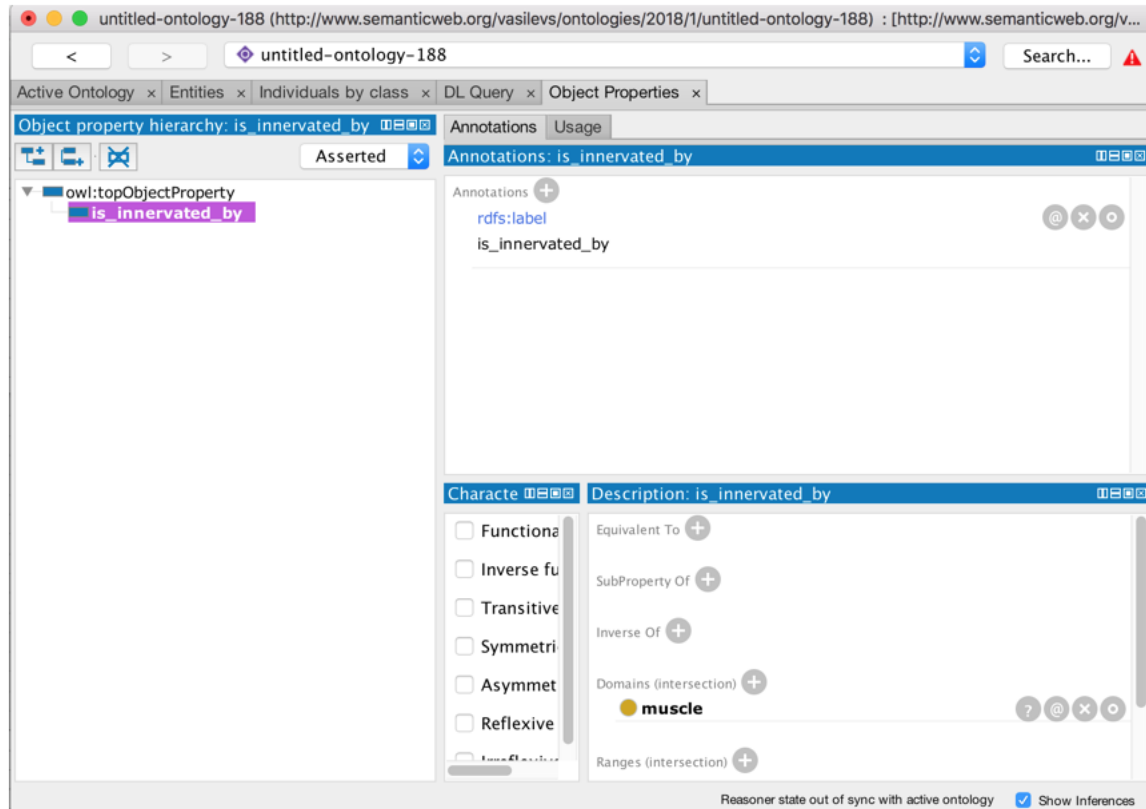 untitled-ontology-188 (http://www.semanticweb.org/vasilevs/ontologies/2018/1/untitled-ontology-188) : [http://www.semanticweb.org/v...
< > untitled-ontology-188 Search...
Active Ontology × Entities × Individuals by class × DL Query × Object Properties ×
Object property hierarchy: is_innervated_by
Asserted
owl:topObjectProperty
is_innervated_by
Annotations Usage
Annotations: is_innervated_by
Annotations
rdfs:label
is_innervated_by
Characte
Functiona
Inverse fu
Transitive
Symmetri
Asymmet
Reflexive
Description: is_innervated_by
Equivalent To
SubProperty Of
Inverse Of
Domains (intersection)
muscle
Ranges (intersection)
Reasoner state out of sync with active ontology Show Inferences